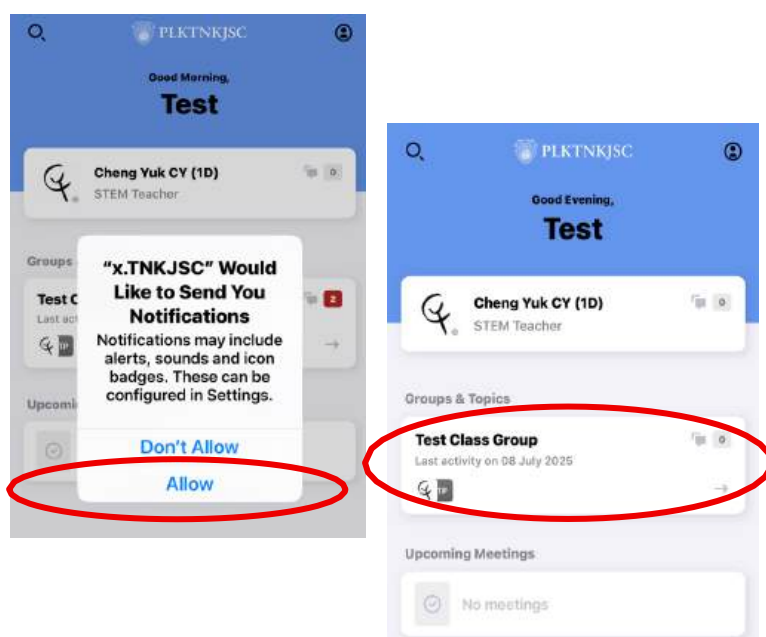 PLKTNKJSC
Good Morning,
Test
Cheng Yuk CY (1D)
0
STEM Teacher
Groups
"x.TNKJSC" Would
Like to Send You
Notifications
Test C
2
Last act
Notifications may include
alerts, sounds and icon
badges. These can be
configured in Settings.
Upcomi
Don't Allow
Allow
PLKTNKJSC
Good Evening,
Test
Cheng Yuk CY (1D)
0
STEM Teacher
Groups & Topics
Test Class Group
0
Last activity on 08 July 2025
TP
Upcoming Meetings
No meetings